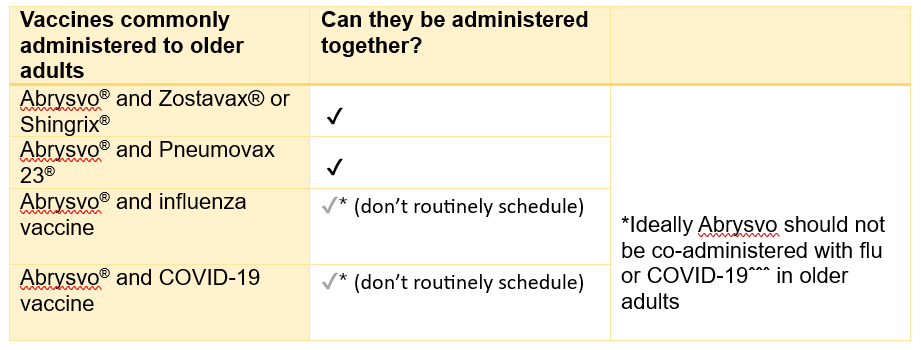 Vaccines commonly
administered to older
adults
Can they be administered
together?
Abrysvo® and Zostavax® or
Shingrix®
✓
Abrysvo® and Pneumovax
23®
✓
Abrysvo® and influenza
vaccine
✓* (don’t routinely schedule)
Abrysvo® and COVID-19
vaccine
✓* (don’t routinely schedule)
*Ideally Abrysvo should not
be co-administered with flu
or COVID-19^^^ in older
adults